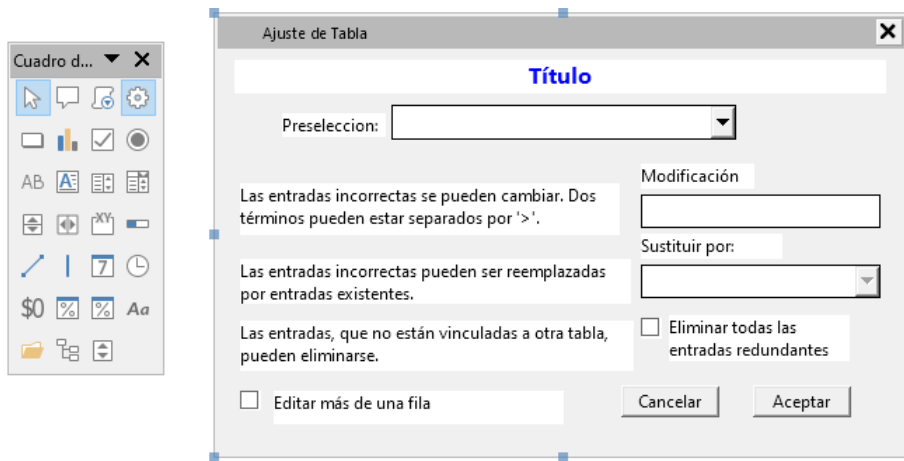 Cuadro d...
AB
XY
7
$0
%
%
Aa
Ajuste de Tabla
Título
Preseleccion:
Las entradas incorrectas se pueden cambiar. Dos
términos pueden estar separados por '>'.
Modificación
Sustituir por:
Las entradas incorrectas pueden ser reemplazadas
por entradas existentes.
Las entradas, que no están vinculadas a otra tabla,
pueden eliminarse.
Eliminar todas las
entradas redundantes
Editar más de una fila
Cancelar
Aceptar